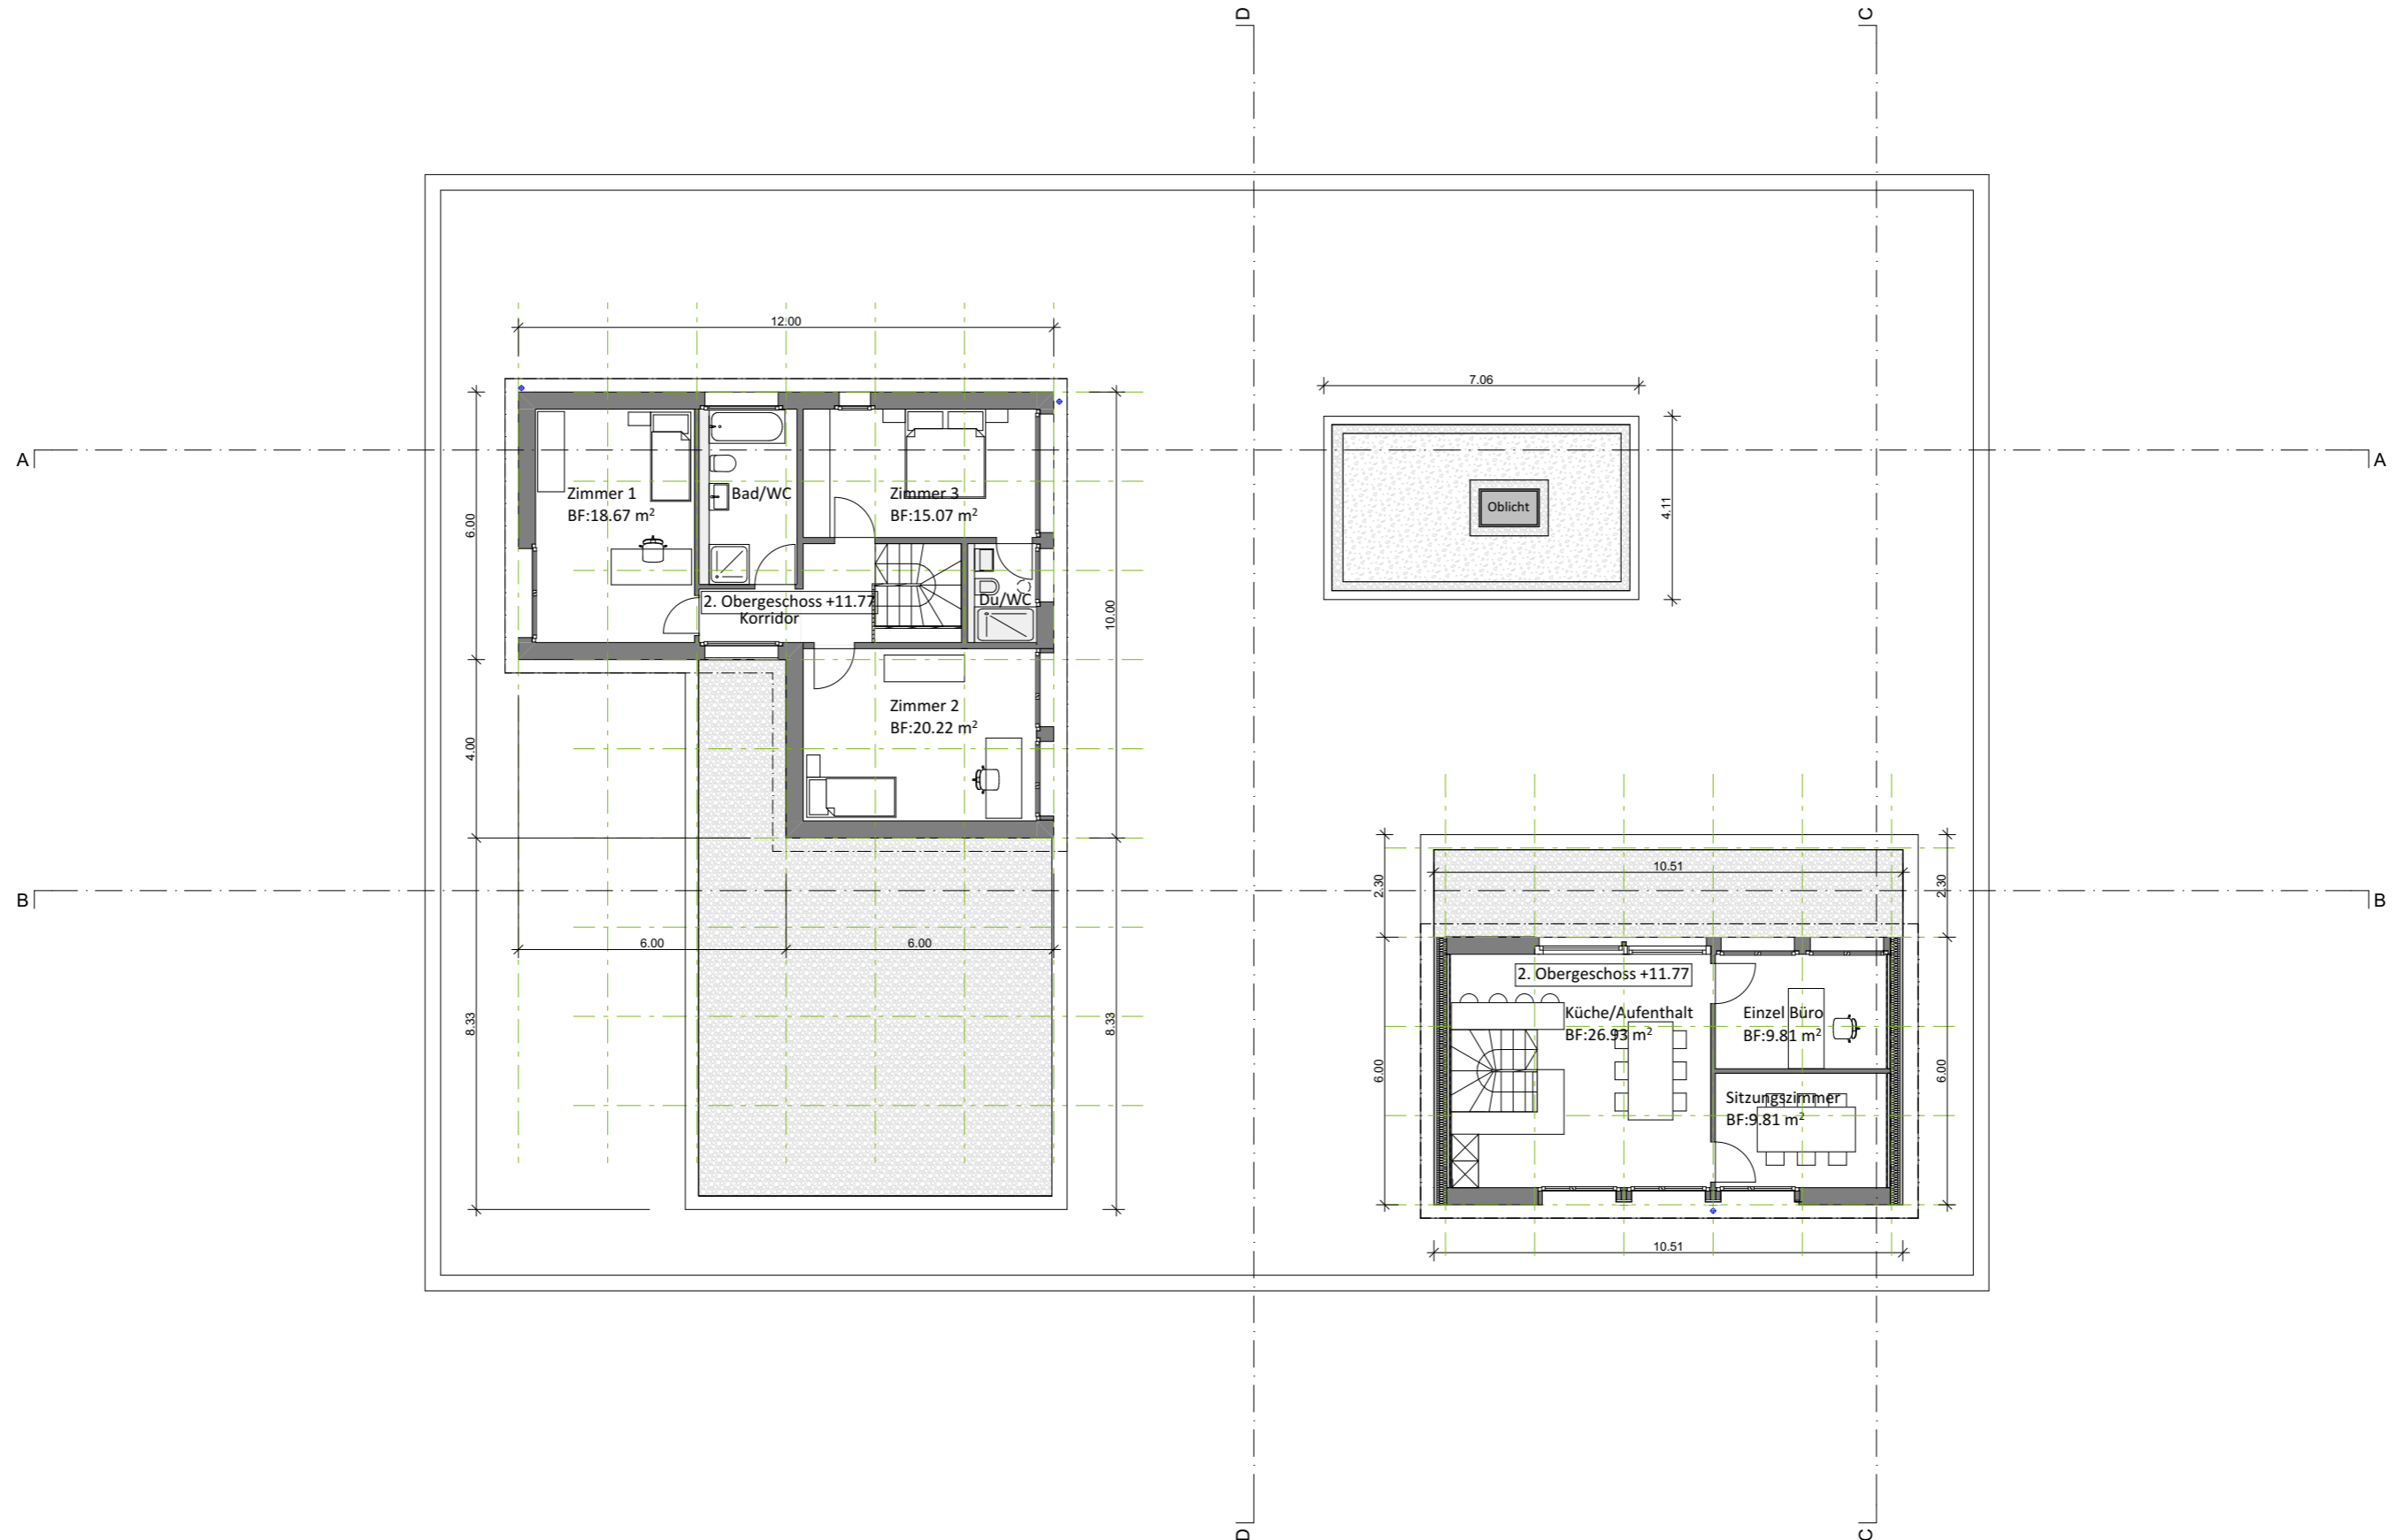 D
C
12.00
7.06
A
A
6.00
10.00
4.11
Zimmer 1
BF:18.67 m²
Bad/WC
Zimmer 3
BF:15.07 m²
Oblicht
2. Obergeschoss +11.77
Korridor
Du/WC
4.00
Zimmer 2
BF:20.22 m²
B
B
2.30
10.51
2.30
6.00
6.00
8.33
8.33
2. Obergeschoss +11.77
Küche/Aufenthalt
BF:26.93 m²
Einzel Büro
BF:9.81 m²
6.00
6.00
Sitzungszimmer
BF:9.81 m²
10.51
D
C